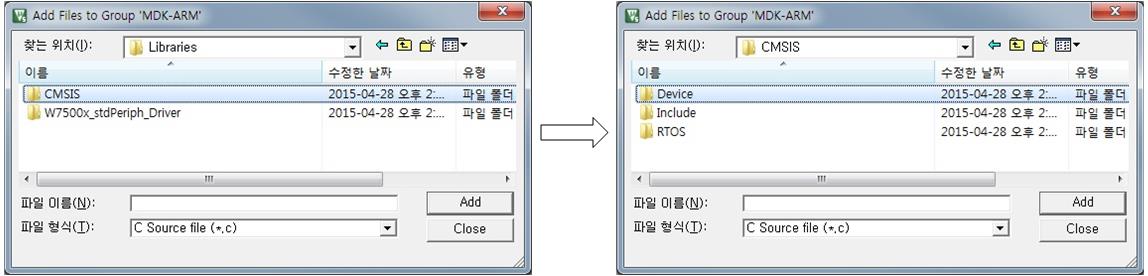 Add Files to Group 'MDK-ARM'
찾는 위치(I):
Libraries
이름
수정한 날짜
유형
CMSIS
2015-04-28 오후 2:...
파일 폴더
W7500x_stdPeriph_Driver
2015-04-28 오후 2:...
파일 폴더
파일 이름(N):
Add
파일 형식(T):
C Source file (*.c)
Close
Add Files to Group 'MDK-ARM'
찾는 위치(I):
CMSIS
이름
수정한 날짜
유형
Device
2015-04-28 오후 2:...
파일 폴더
Include
2015-04-28 오후 2:...
파일 폴더
RTOS
2015-04-28 오후 2:...
파일 폴더
파일 이름(N):
Add
파일 형식(T):
C Source file (*.c)
Close